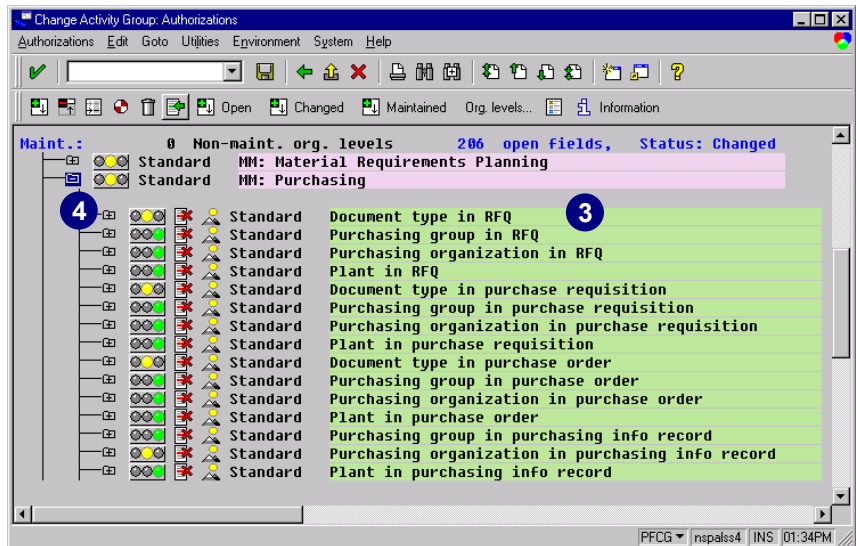 Change Activity Group: Authorizations
Authorizations Edit Goto Utilities Environment System Help
Open Changed Maintained Org. levels... Information
Maint.: 0 Non-maint. org. levels 206 open fields, Status: Changed
Standard MM: Material Requirements Planning
Standard MM: Purchasing
4 3
Standard Document type in RFQ
Standard Purchasing group in RFQ
Standard Purchasing organization in RFQ
Standard Plant in RFQ
Standard Document type in purchase requisition
Standard Purchasing group in purchase requisition
Standard Purchasing organization in purchase requisition
Standard Plant in purchase requisition
Standard Document type in purchase order
Standard Purchasing group in purchase order
Standard Purchasing organization in purchase order
Standard Plant in purchase order
Standard Purchasing group in purchasing info record
Standard Purchasing organization in purchasing info record
Standard Plant in purchasing info record
PFCG nspalss4 INS 01:34PM